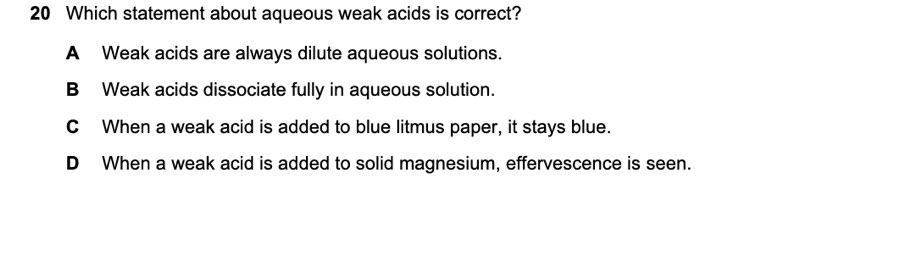 20 Which statement about aqueous weak acids is correct?
A Weak acids are always dilute aqueous solutions.
B Weak acids dissociate fully in aqueous solution.
C When a weak acid is added to blue litmus paper, it stays blue.
D When a weak acid is added to solid magnesium, effervescence is seen.